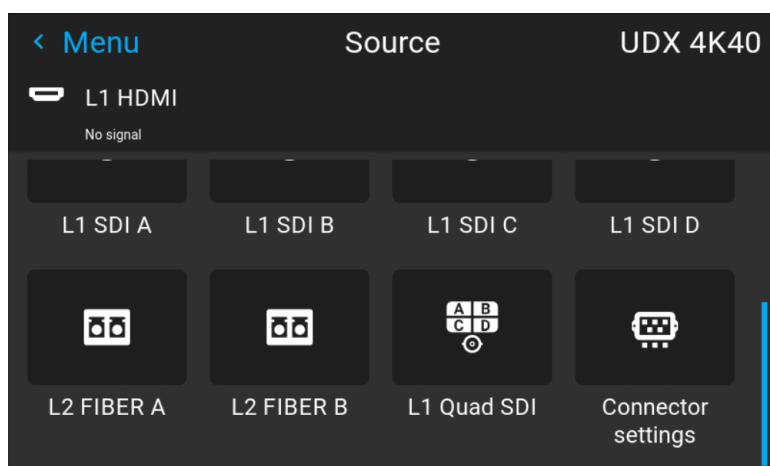 Menu
Source
UDX 4K40
L1 HDMI
No signal
L1 SDI A
L1 SDI B
L1 SDI C
L1 SDI D
A B
C D
L2 FIBER A
L2 FIBER B
L1 Quad SDI
Connector
settings